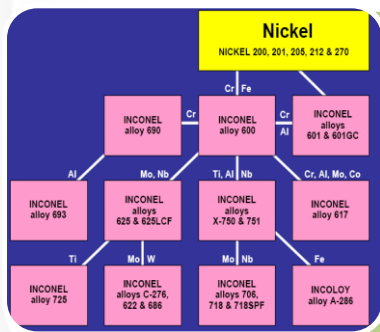 Nickel
NICKEL 200, 201, 205, 212 & 270
Cr Fe
INCONEL
alloy 690
Cr
INCONEL
alloy 600
Cr
Al
INCONEL
alloys
601 & 601GC
Al
Mo, Nb
Ti, Al Nb
Cr, Al, Mo, Co
INCONEL
alloy 693
INCONEL
alloys
625 & 625LCF
INCONEL
alloys
X-750 & 751
INCONEL
alloy 617
Ti
Mo W
Mo Nb
Fe
INCONEL
alloy 725
INCONEL
alloys C-276,
622 & 686
INCONEL
alloys 706,
718 & 718SPF
INCOLOY
alloy A-286